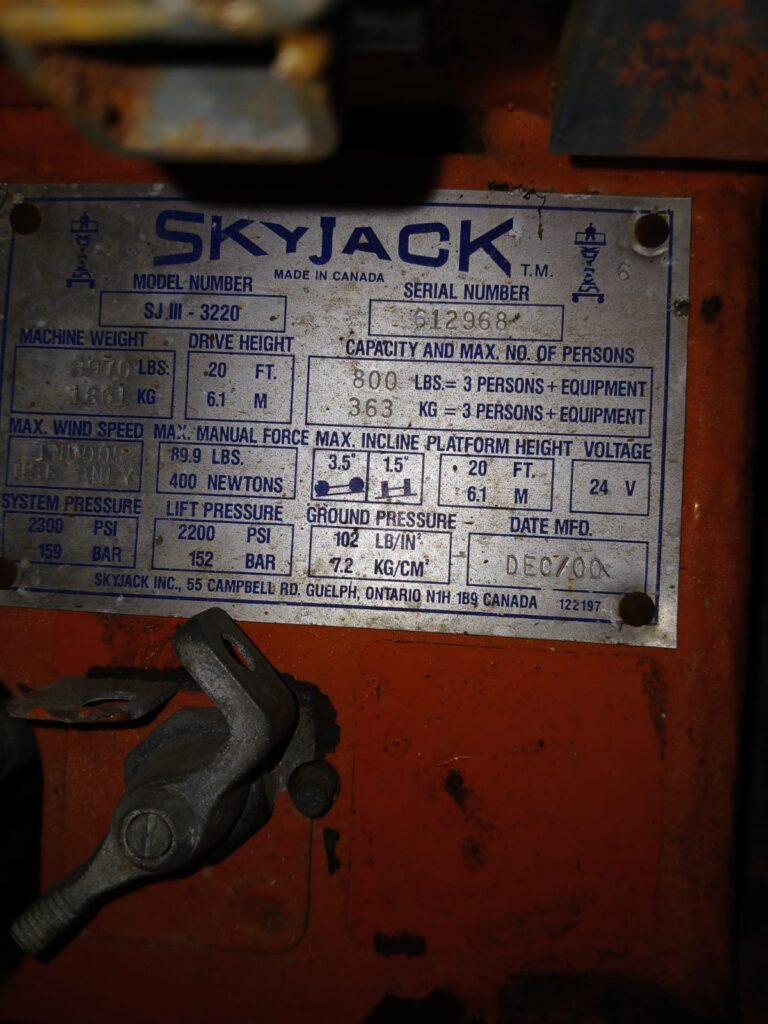 SKYJACK T.M.
6
MADE IN CANADA
MODEL NUMBER
SERIAL NUMBER
SJ III - 3220
612968
MACHINE WEIGHT
DRIVE HEIGHT
CAPACITY AND MAX. NO. OF PERSONS
LBS.
20 FT.
800 LBS.= 3 PERSONS + EQUIPMENT
1861 KG
6.1 M
363 KG = 3 PERSONS + EQUIPMENT
MAX. WIND SPEED
MAX. MANUAL FORCE
MAX. INCLINE
PLATFORM HEIGHT
VOLTAGE
INDOOR
USE ONLY
89.9 LBS.
400 NEWTONS
3.5°
1.5°
20 FT.
6.1 M
24 V
SYSTEM PRESSURE
LIFT PRESSURE
GROUND PRESSURE
DATE MFD.
2300 PSI
159 BAR
2200 PSI
152 BAR
102 LB/IN²
7.2 KG/CM²
DEC/00
SKYJACK INC., 55 CAMPBELL RD. GUELPH, ONTARIO N1H 1B9 CANADA 122197